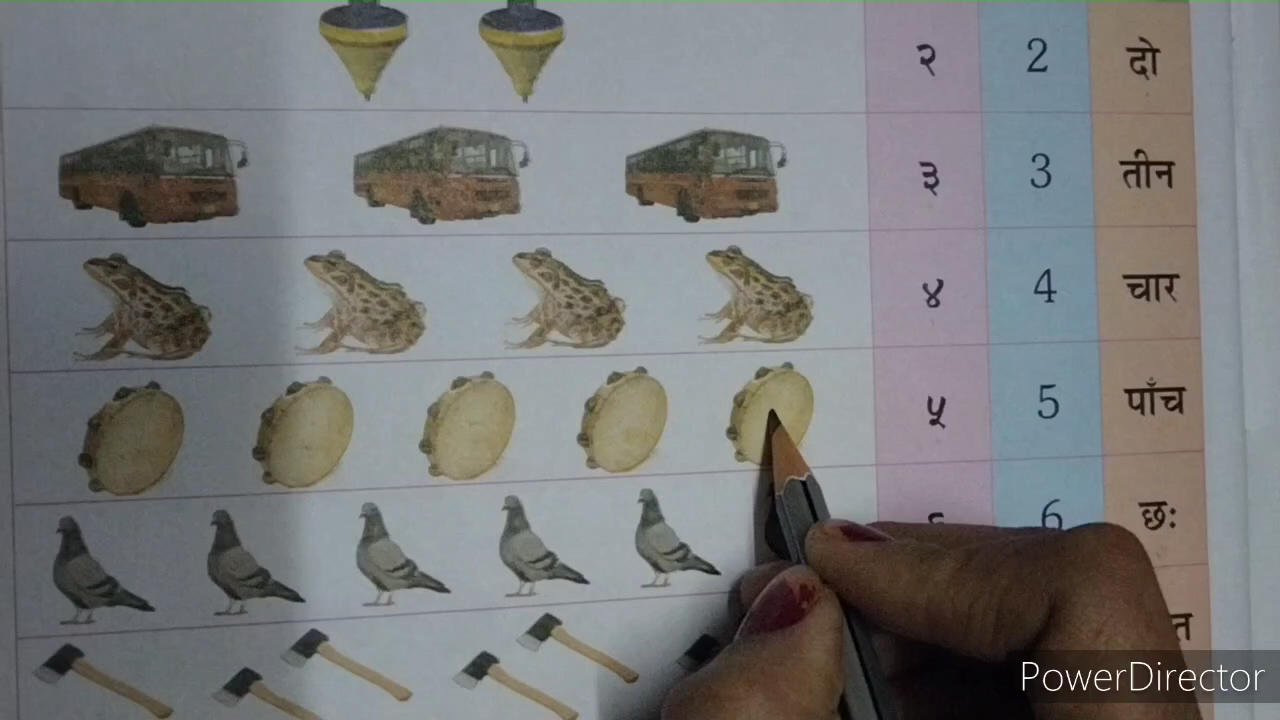 २ 2 दो
३ 3 तीन
४ 4 चार
५ 5 पाँच
6 छः
PowerDirector